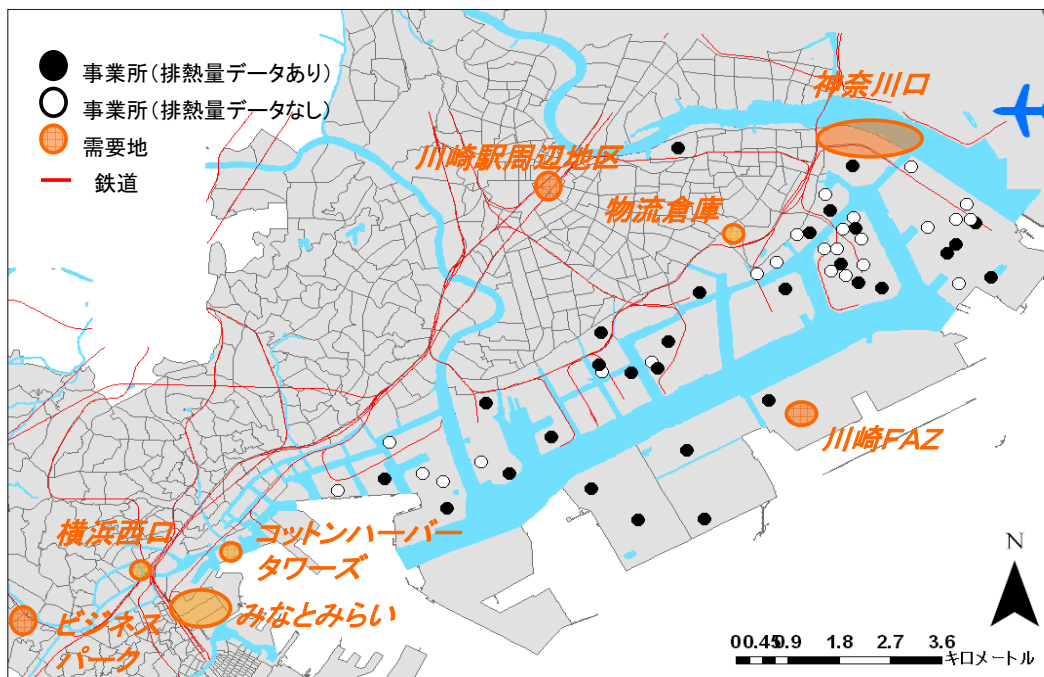 事業所(排熱量データあり)
事業所(排熱量データなし)
需要地
鉄道
神奈川口
川崎駅周辺地区
物流倉庫
川崎FAZ
横浜西口
コットンハーバー
タワーズ
みなとみらい
ビジネス
パーク
N
0 0.45 0.9 1.8 2.7 3.6
キロメートル